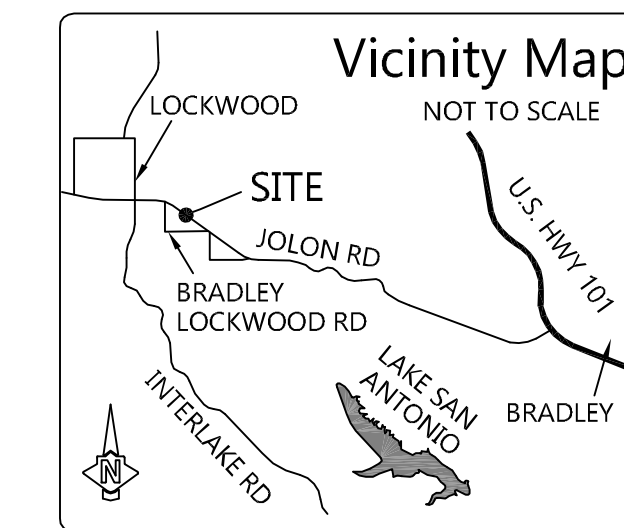 Vicinity Map
NOT TO SCALE
LOCKWOOD
SITE
U.S. HWY 101
JOLON RD
BRADLEY
LOCKWOOD RD
LAKE SAN
ANTONIO
INTERLAKE RD
BRADLEY
N